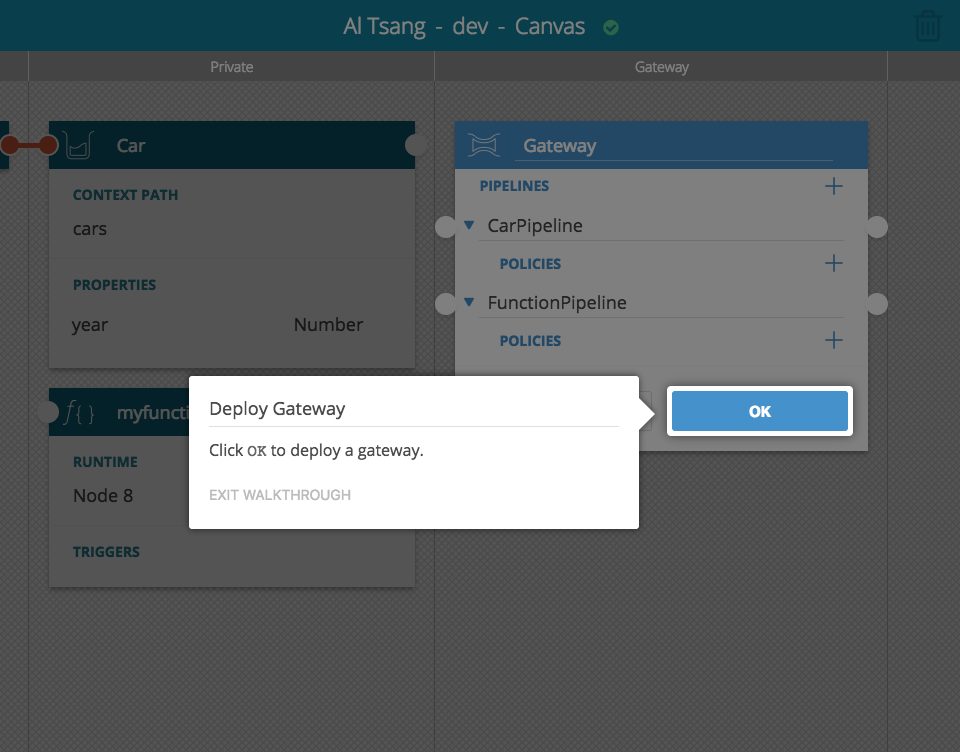 Al Tsang - dev - Canvas
Private
Gateway
Car
CONTEXT PATH
cars
PROPERTIES
year Number
Gateway
PIPELINES
CarPipeline
POLICIES
FunctionPipeline
POLICIES
OK
f{ } myfuncti
RUNTIME
Node 8
TRIGGERS
Deploy Gateway
Click OK to deploy a gateway.
EXIT WALKTHROUGH